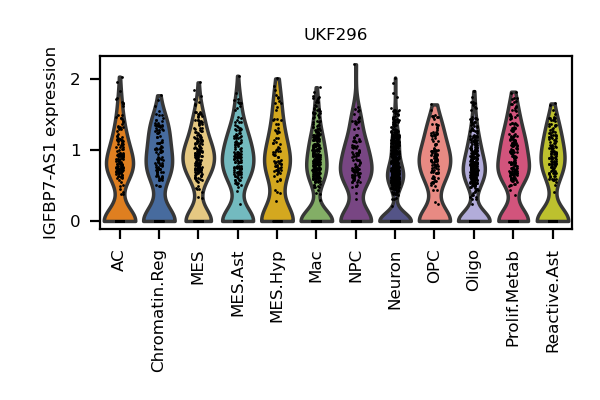 UKF296
IGFBP7-AS1 expression
2
1
0
AC
Chromatin.Reg
MES
MES.Ast
MES.Hyp
Mac
NPC
Neuron
OPC
Oligo
Prolif.Metab
Reactive.Ast